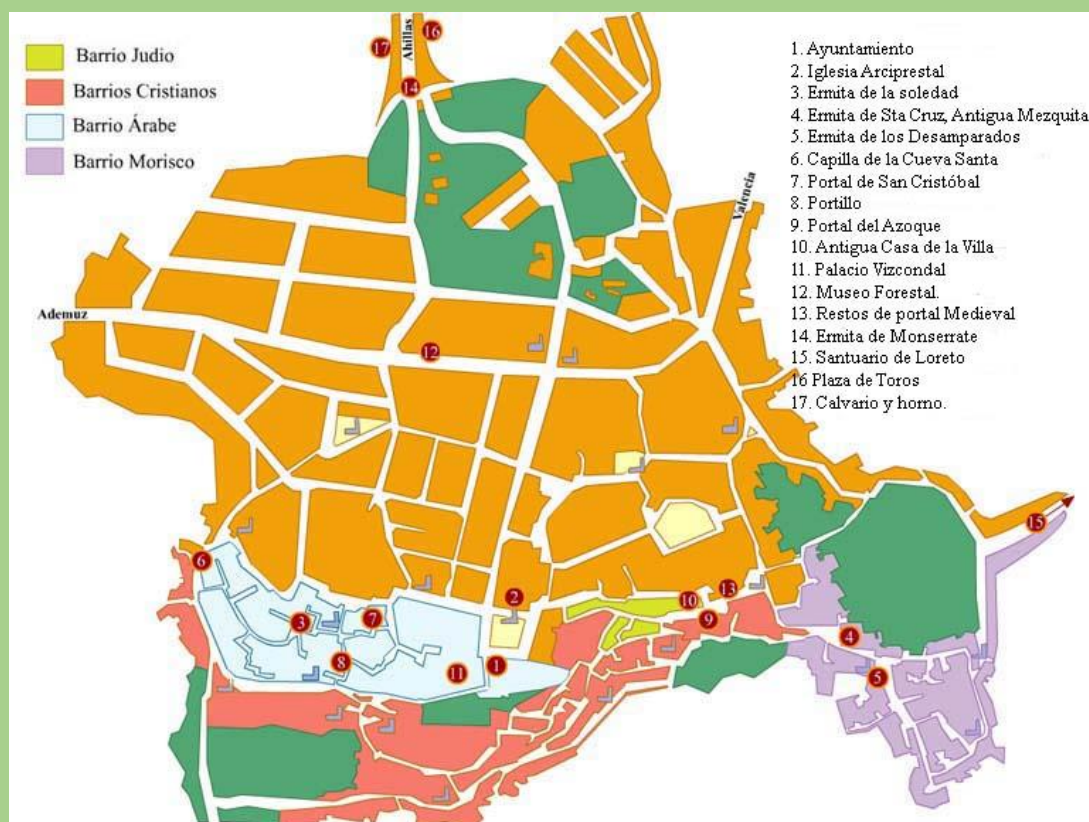 Barrio Judio
Barrios Cristianos
Barrio Árabe
Barrio Morisco
1. Ayuntamiento
2. Iglesia Arciprestal
3. Ermita de la soledad
4. Ermita de Sta Cruz, Antigua Mezquita
5. Ermita de los Desamparados
6. Capilla de la Cueva Santa
7. Portal de San Cristóbal
8. Portillo
9. Portal del Azoque
10. Antigua Casa de la Villa
11. Palacio Vizcondal
12. Museo Forestal.
13. Restos de portal Medieval
14. Ermita de Monserrate
15. Santuario de Loreto
16 Plaza de Toros
17. Calvario y horno.
17
Ahillas
16
14
Valencia
Ademuz
12
15
6
2
10
13
3
7
9
4
8
11
1
5